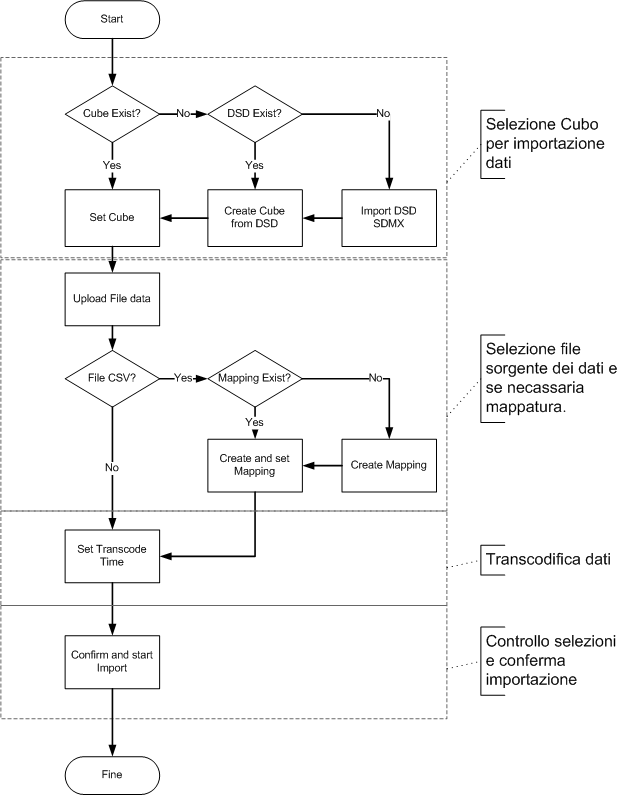 Start
Cube Exist?
No
DSD Exist?
No
Yes
Yes
Set Cube
Create Cube
from DSD
Import DSD
SDMX
Selezione Cubo
per importazione
dati
Upload File data
File CSV?
Yes
Mapping Exist?
No
Yes
No
Create and set
Mapping
Create Mapping
Selezione file
sorgente dei dati e
se necassaria
mappatura.
Set Transcode
Time
Transcodifica dati
Confirm and start
Import
Controllo selezioni
e conferma
importazione
Fine